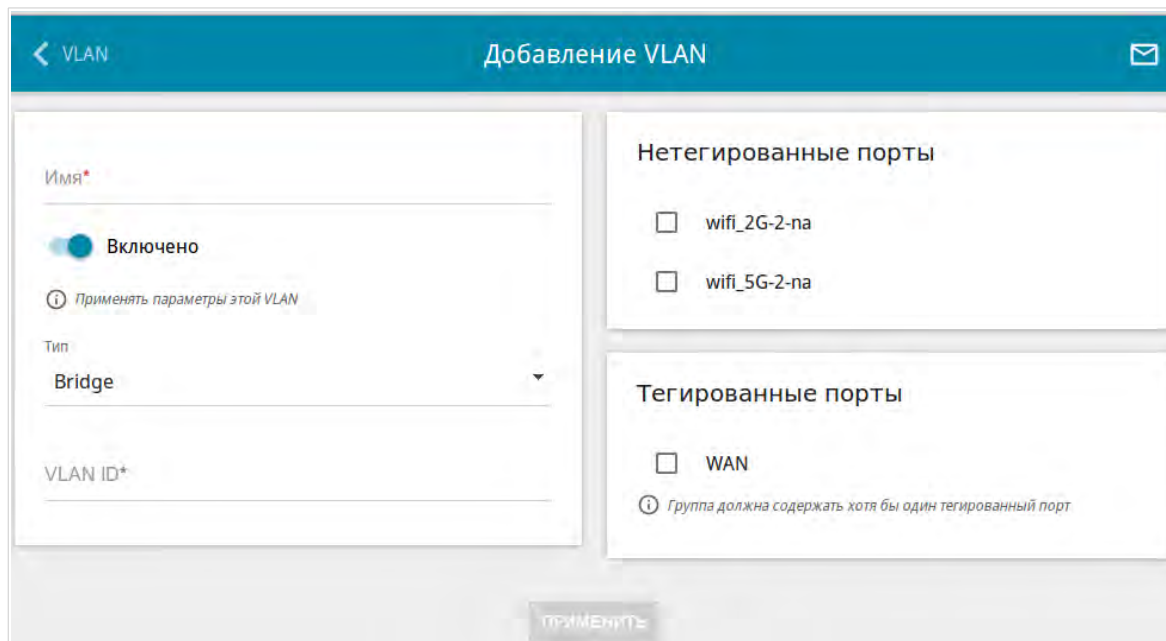 VLAN
Добавление VLAN
Имя*
Включено
Применять параметры этой VLAN
Тип
Bridge
VLAN ID*
Нетегированные порты
wifi_2G-2-na
wifi_5G-2-na
Тегированные порты
WAN
Группа должна содержать хотя бы один тегированный порт
ПРИМЕНИТЬ